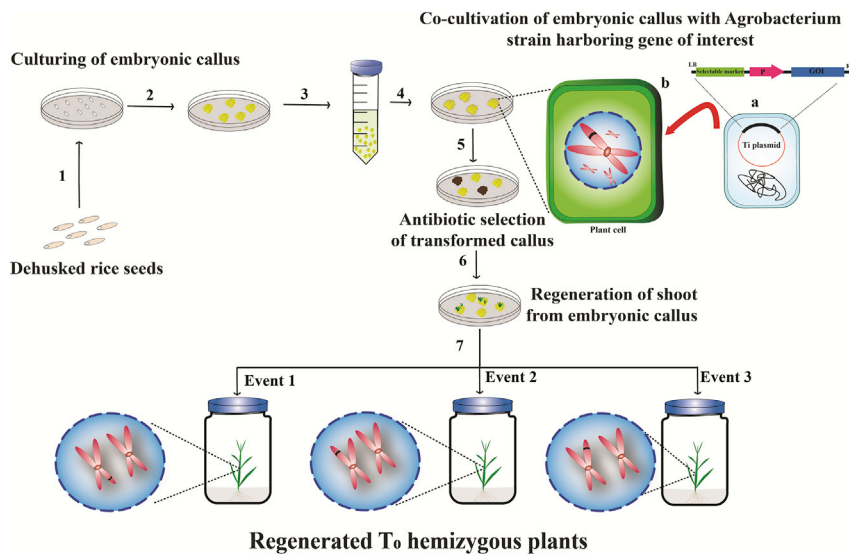 Co-cultivation of embryonic callus with Agrobacterium
strain harboring gene of interest
Culturing of embryonic callus
2
3
4
LB
Selectable marker
P
GOI
b
a
Ti plasmid
1
5
Plant cell
Antibiotic selection
of transformed callus
Dehusked rice seeds
6
Regeneration of shoot
from embryonic callus
7
Event 1
Event 2
Event 3
Regenerated T₀ hemizygous plants